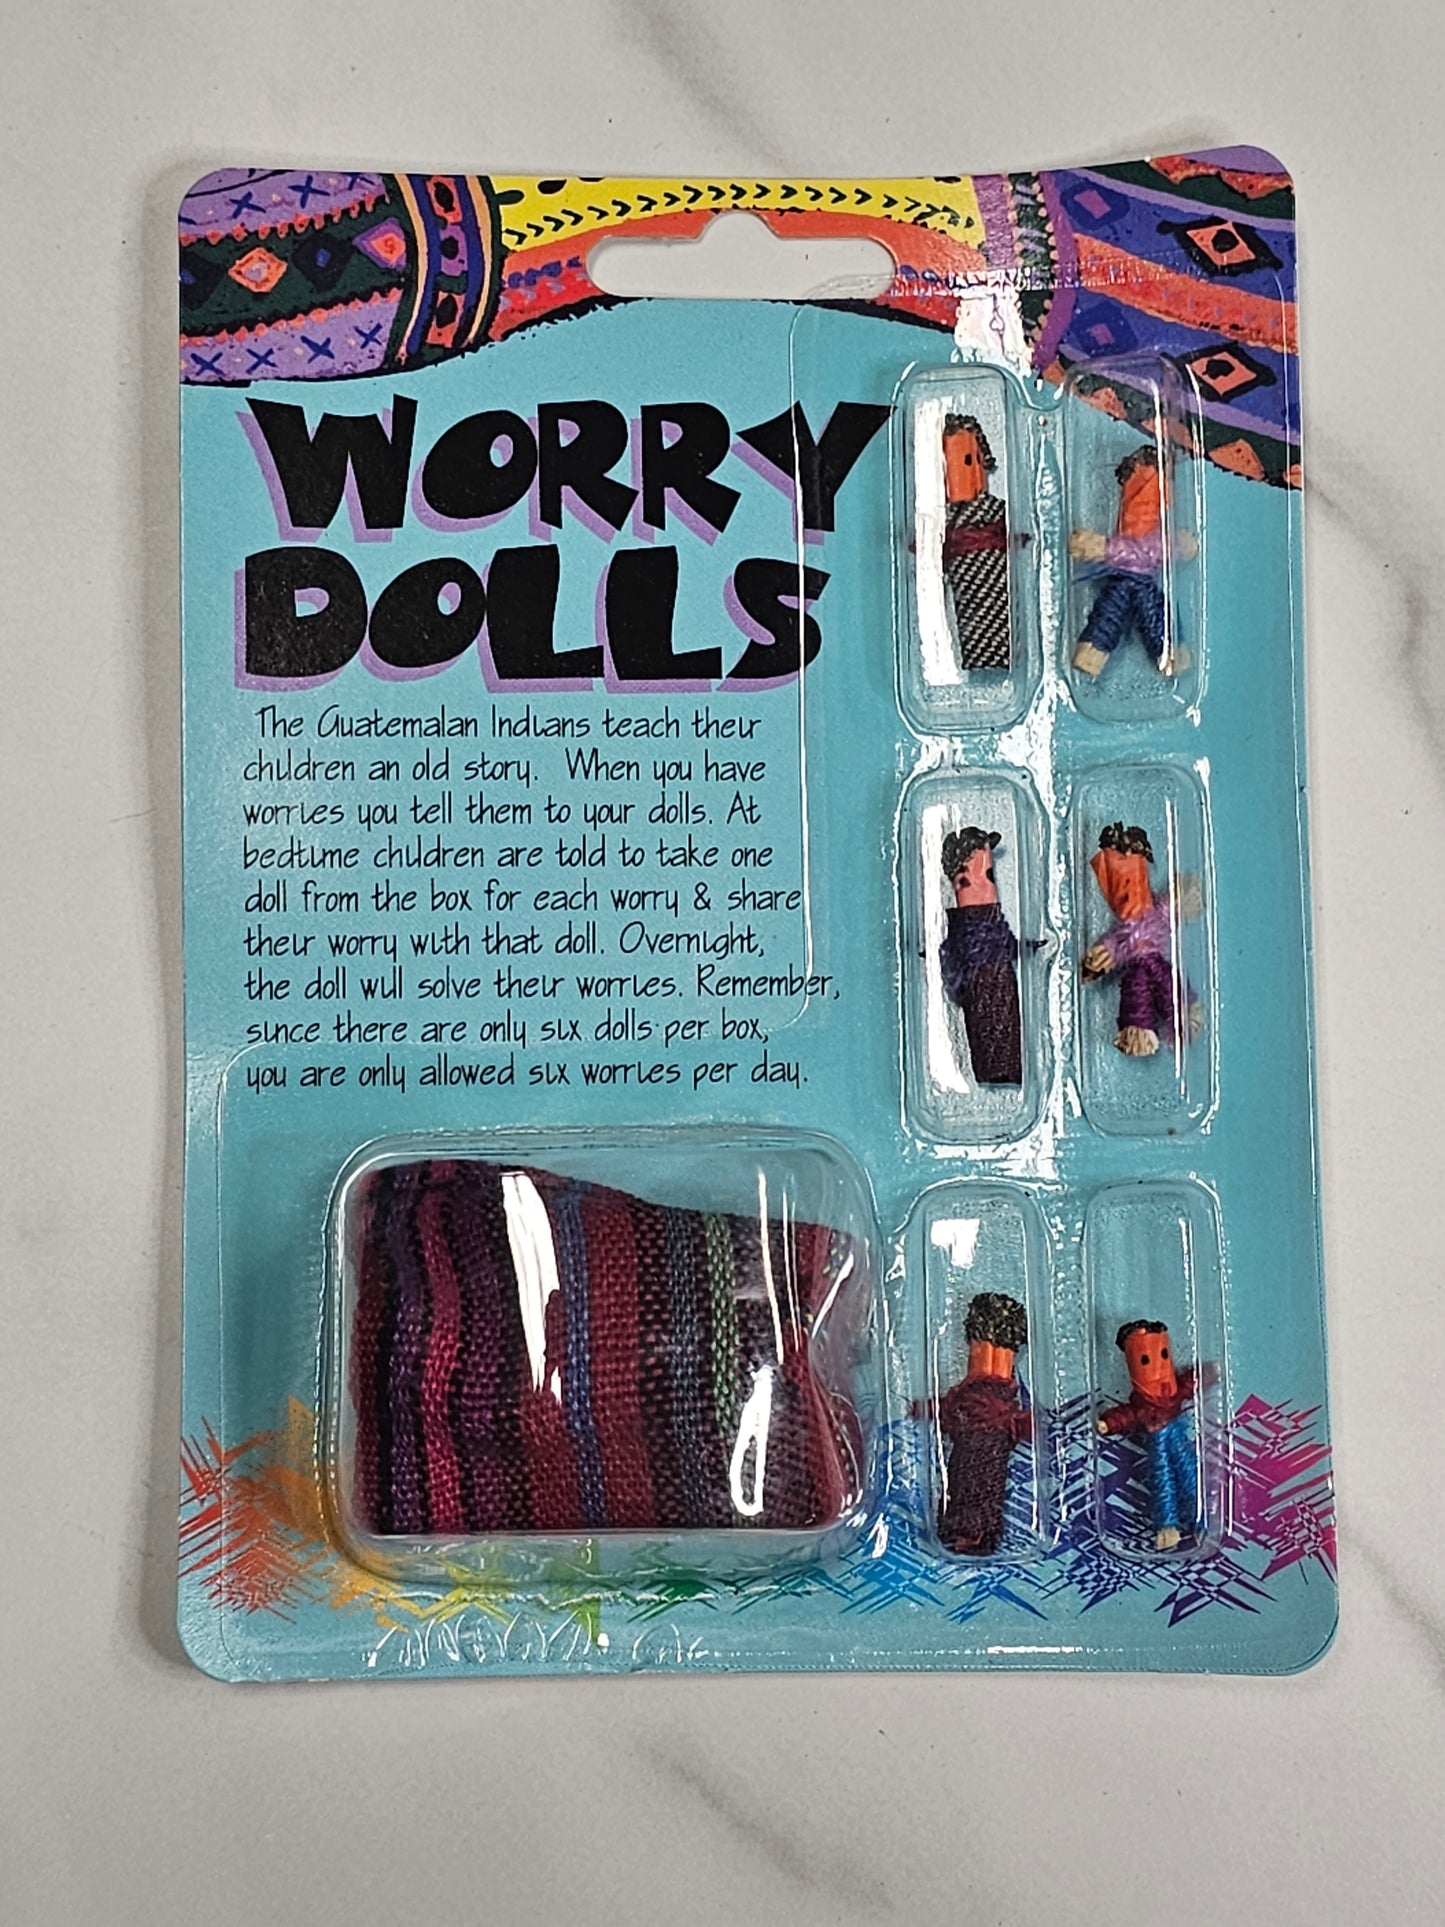 WORRY
DOLLS
The Guatemalan Indians teach their
children an old story. When you have
worries you tell them to your dolls. At
bedtime children are told to take one
doll from the box for each worry & share
their worry with that doll. Overnight,
the doll will solve their worries. Remember,
since there are only six dolls per box,
you are only allowed six worries per day.